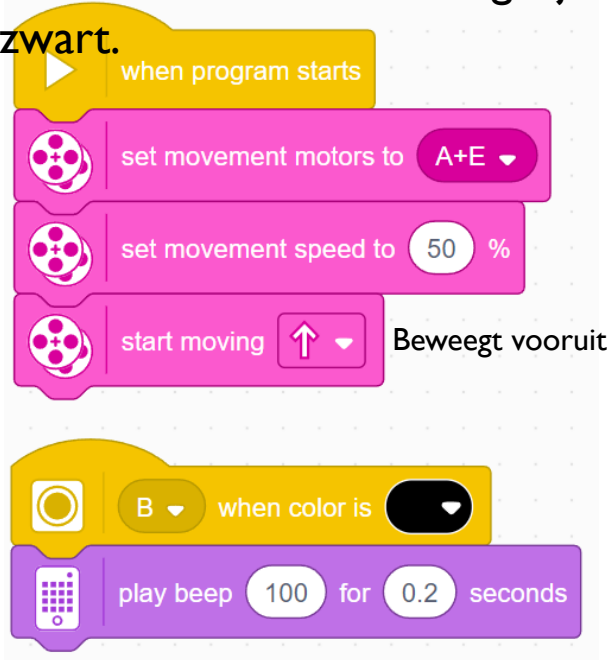 zwart.
when program starts
set movement motors to A+E
set movement speed to 50 %
start moving Beweegt vooruit
B when color is
play beep 100 for 0.2 seconds